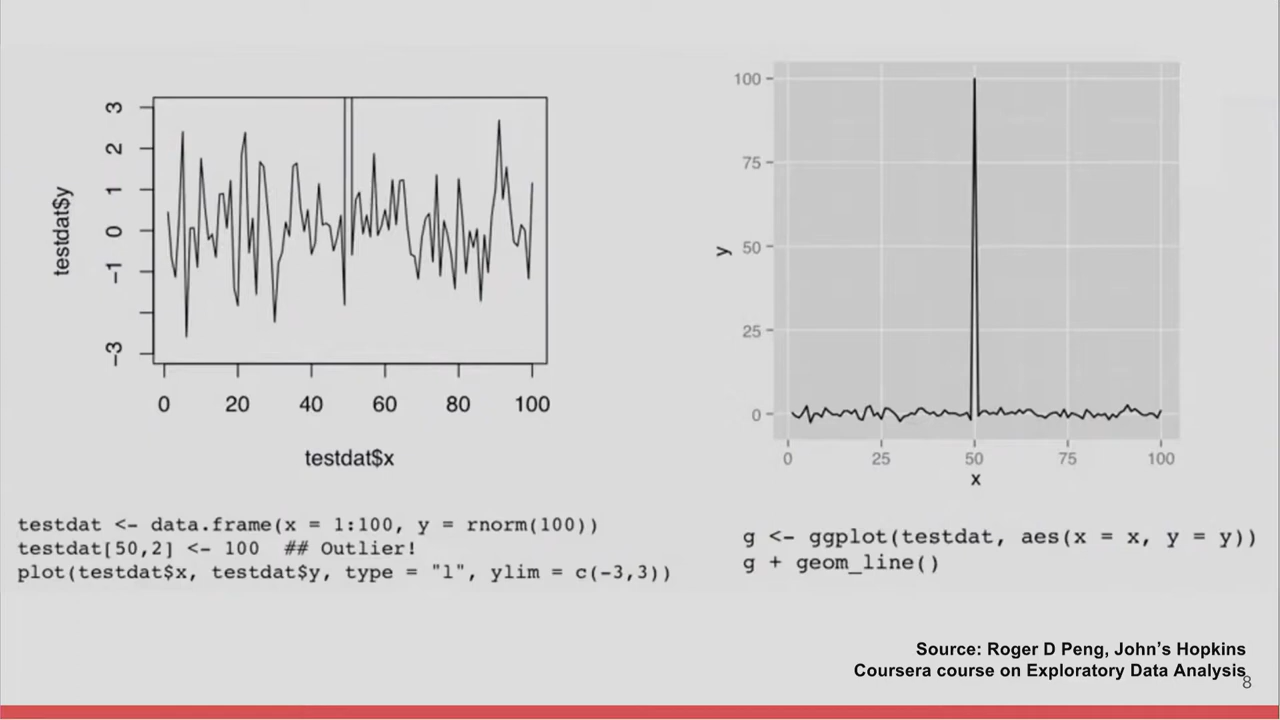 3
2
1
0
-1
-3
testdat$y
0 20 40 60 80 100
testdat$x
100
75
50
25
0
y
0 25 50 75 100
x
testdat <- data.frame(x = 1:100, y = rnorm(100))
testdat[50,2] <- 100  ## Outlier!
plot(testdat$x, testdat$y, type = "l", ylim = c(-3,3))
g <- ggplot(testdat, aes(x = x, y = y))
g + geom_line()
Source: Roger D Peng, John’s Hopkins
Coursera course on Exploratory Data Analysis
8